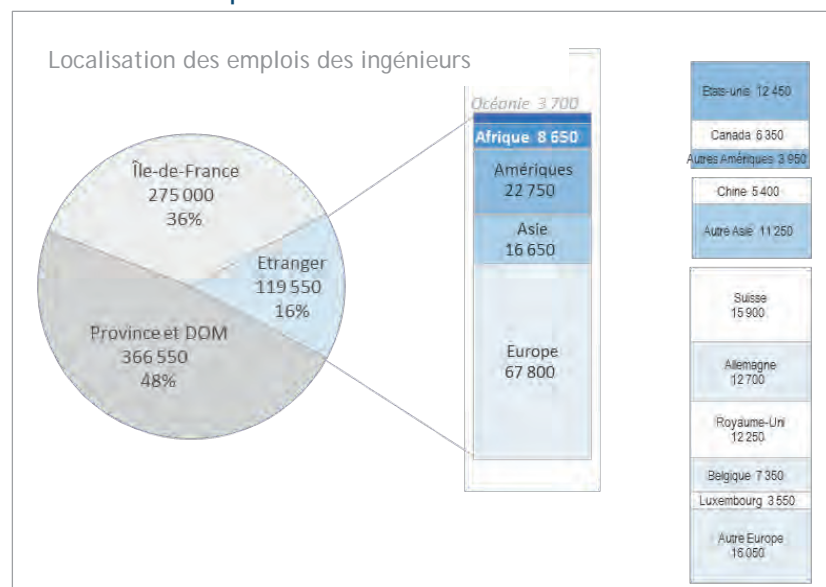 Localisation des emplois des ingénieurs
Île-de-France
275 000
36%
Etranger
119 550
16%
Province et DOM
366 550
48%
Océanie 3 700
Afrique 8 650
Amériques
22 750
Asie
16 650
Europe
67 800
Etats-unis 12 450
Canada 6 350
Autres Amériques 3 950
Chine 5 400
Autre Asie 11 250
Suisse
15 900
Allemagne
12 700
Royaume-Uni
12 250
Belgique 7 350
Luxembourg 3 550
Autre Europe
16 050